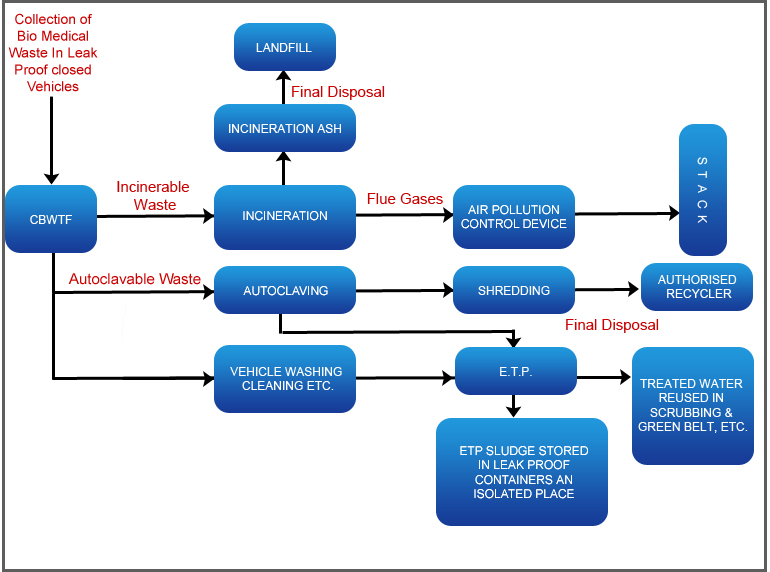 Collection of
Bio Medical
Waste In Leak
Proof closed
Vehicles
LANDFILL
Final Disposal
INCINERATION ASH
CBWTF
Incinerable
Waste
INCINERATION
Flue Gases
AIR POLLUTION
CONTROL DEVICE
STACK
Autoclavable Waste
AUTOCLAVING
SHREDDING
AUTHORISED
RECYCLER
Final Disposal
VEHICLE WASHING
CLEANING ETC.
E.T.P.
TREATED WATER
REUSED IN
SCRUBBING &
GREEN BELT, ETC.
ETP SLUDGE STORED
IN LEAK PROOF
CONTAINERS AN
ISOLATED PLACE